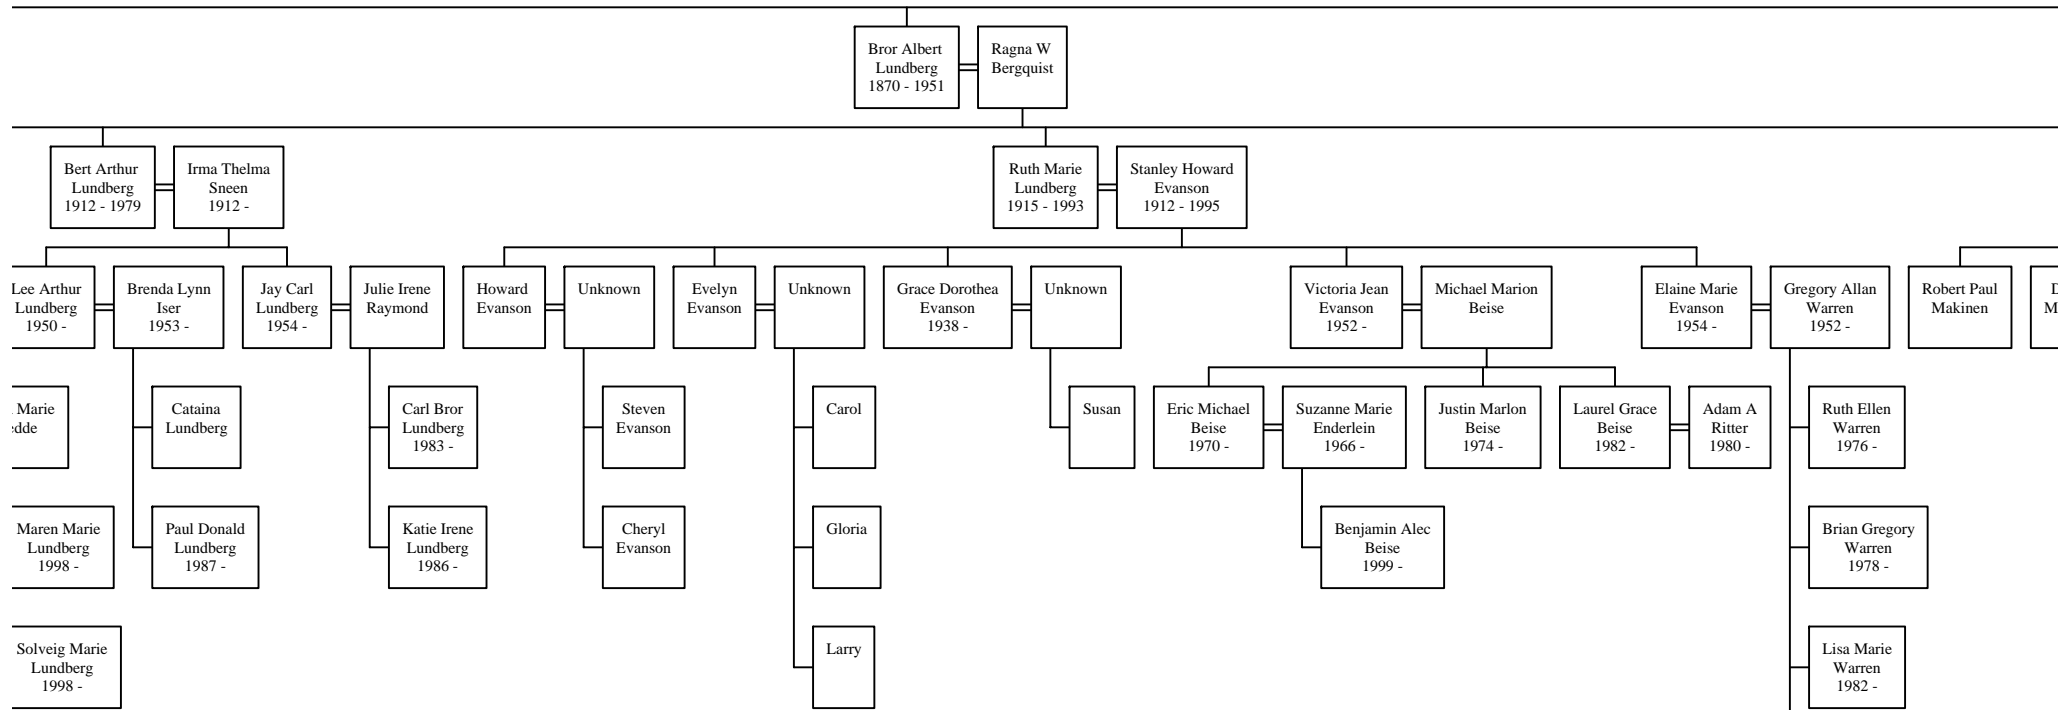 Bror Albert
Lundberg
1870 - 1951
Ragna W
Bergquist
Bert Arthur
Lundberg
1912 - 1979
Irma Thelma
Sneen
1912 -
Ruth Marie
Lundberg
1915 - 1993
Stanley Howard
Evanson
1912 - 1995
Lee Arthur
Lundberg
1950 -
Brenda Lynn
Iser
1953 -
Jay Carl
Lundberg
1954 -
Julie Irene
Raymond
Howard
Evanson
Unknown
Evelyn
Evanson
Unknown
Grace Dorothea
Evanson
1938 -
Unknown
Victoria Jean
Evanson
1952 -
Michael Marion
Beise
Elaine Marie
Evanson
1954 -
Gregory Allan
Warren
1952 -
Robert Paul
Makinen
D
M
Marie
edde
Cataina
Lundberg
Carl Bror
Lundberg
1983 -
Steven
Evanson
Carol
Susan
Eric Michael
Beise
1970 -
Suzanne Marie
Enderlein
1966 -
Justin Marlon
Beise
1974 -
Laurel Grace
Beise
1982 -
Adam A
Ritter
1980 -
Ruth Ellen
Warren
1976 -
Maren Marie
Lundberg
1998 -
Paul Donald
Lundberg
1987 -
Katie Irene
Lundberg
1986 -
Cheryl
Evanson
Gloria
Benjamin Alec
Beise
1999 -
Brian Gregory
Warren
1978 -
Solveig Marie
Lundberg
1998 -
Larry
Lisa Marie
Warren
1982 -